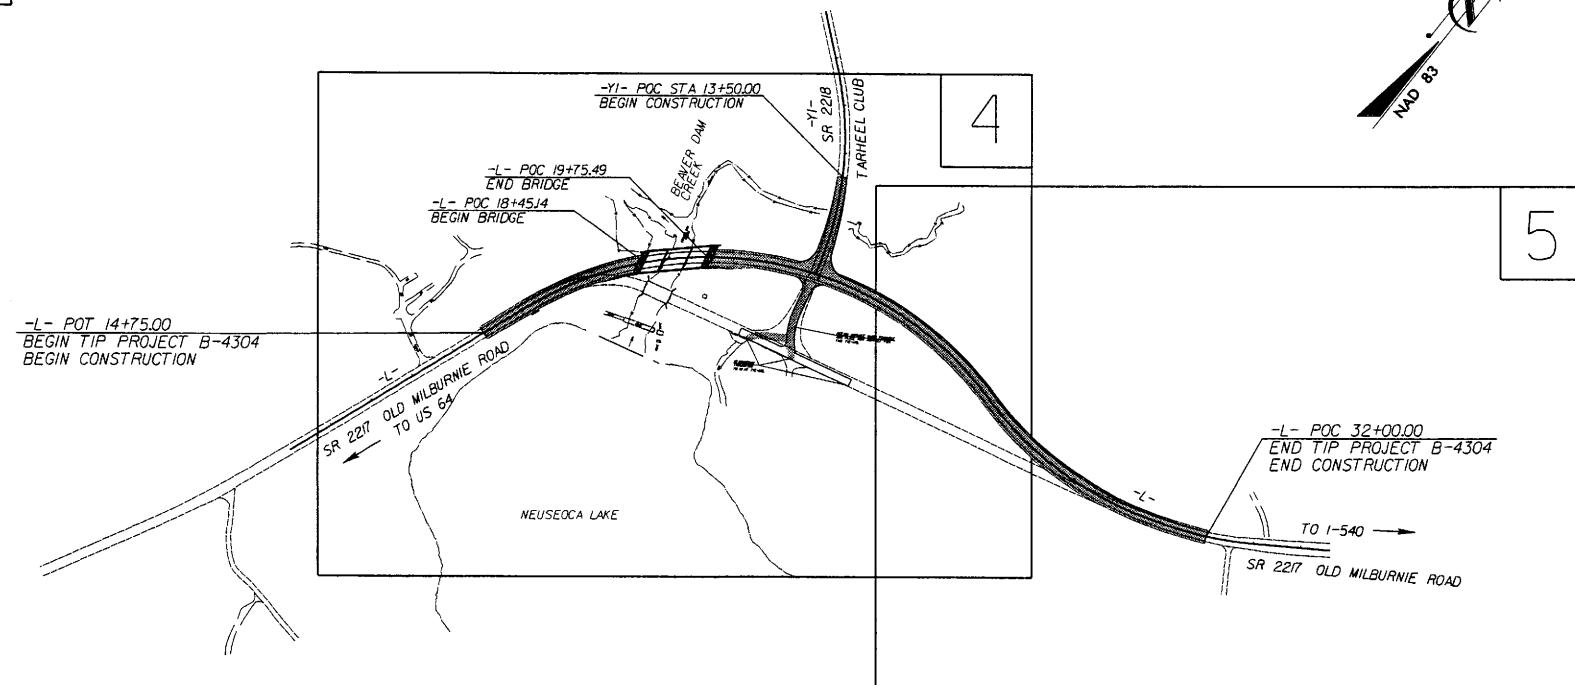 NAD 83
4
5
-Y1- POC STA 13+50.00
BEGIN CONSTRUCTION
-Y1-
SR 2218
TARHEEL CLUB
BEAVER DAM
CREEK
-L- POC 19+75.49
END BRIDGE
-L- POC 18+45.14
BEGIN BRIDGE
-L- POT 14+75.00
BEGIN TIP PROJECT B-4304
BEGIN CONSTRUCTION
-L-
SR 2217 OLD MILBURNIE ROAD
TO US 64
NEUSEOCA LAKE
-L- POC 32+00.00
END TIP PROJECT B-4304
END CONSTRUCTION
-L-
TO I-540
SR 2217 OLD MILBURNIE ROAD